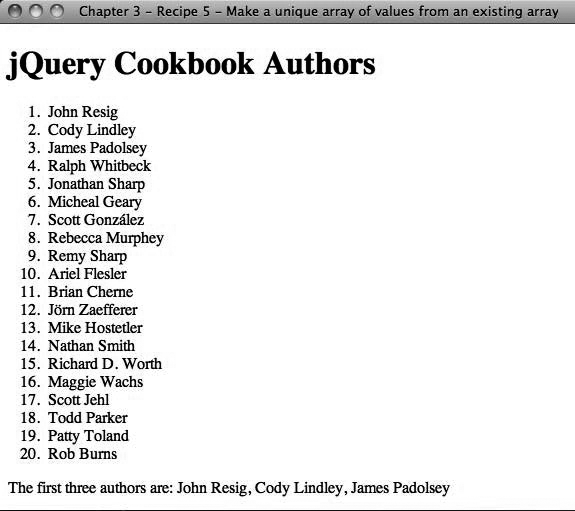 Chapter 3 – Recipe 5 – Make a unique array of values from an existing array
jQuery Cookbook Authors
1. John Resig
2. Cody Lindley
3. James Padolsey
4. Ralph Whitbeck
5. Jonathan Sharp
6. Micheal Geary
7. Scott González
8. Rebecca Murphey
9. Remy Sharp
10. Ariel Flesler
11. Brian Cherne
12. Jörn Zaefferer
13. Mike Hostetler
14. Nathan Smith
15. Richard D. Worth
16. Maggie Wachs
17. Scott Jehl
18. Todd Parker
19. Patty Toland
20. Rob Burns
The first three authors are: John Resig, Cody Lindley, James Padolsey